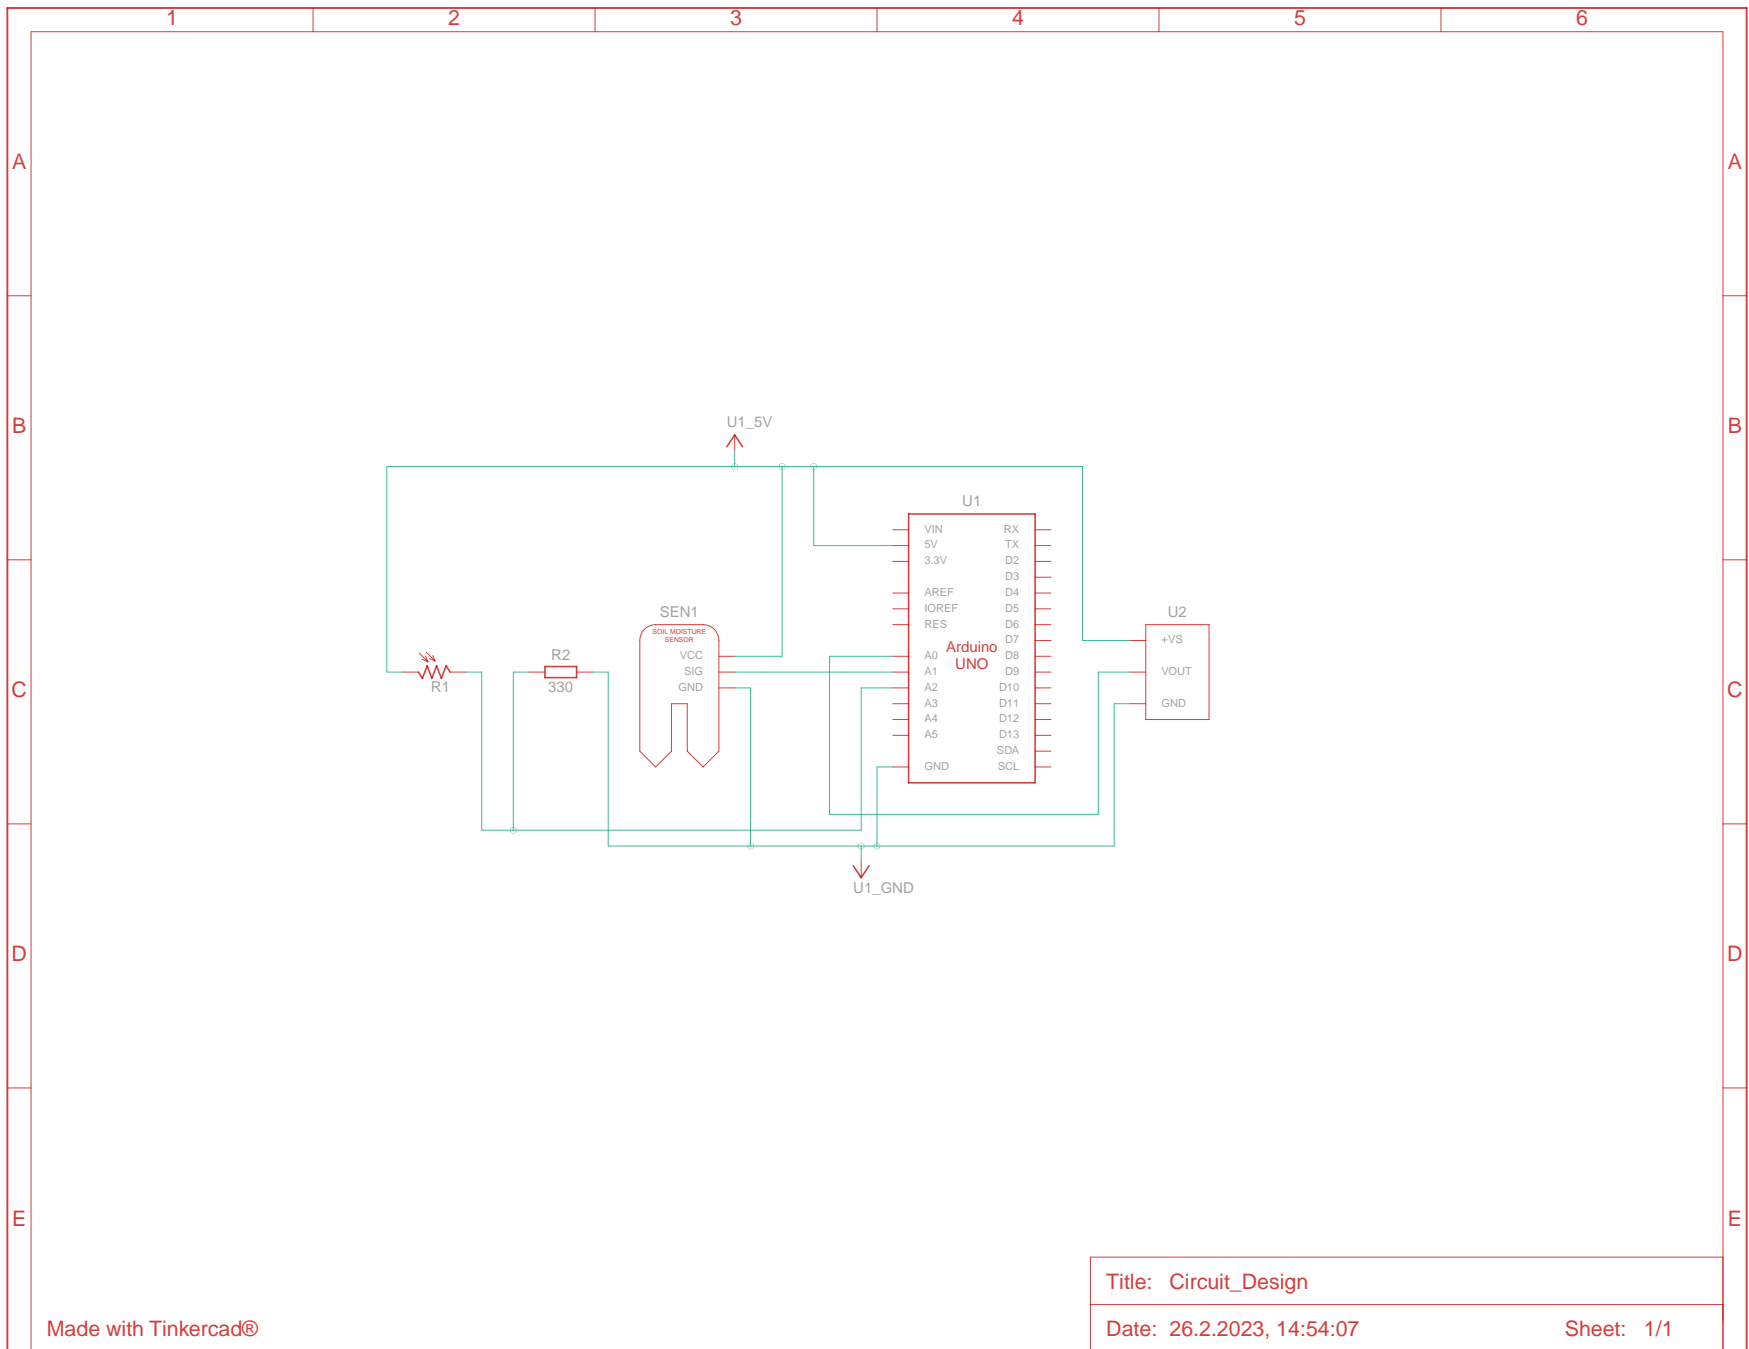 1 2 3 4 5 6
A A
B B
C C
D D
E E
U1_5V
U1
VIN RX
5V TX
3.3V D2
D3
AREF D4
IOREF D5
RES D6
D7
A0 D8
A1 D9
A2 D10
A3 D11
A4 D12
A5 D13
SDA
GND SCL
Arduino
UNO
SEN1
SOIL MOISTURE
SENSOR
VCC
SIG
GND
R1
R2
330
U2
+VS
VOUT
GND
U1_GND
Title: Circuit_Design
Made with Tinkercad®
Date: 26.2.2023, 14:54:07 Sheet: 1/1